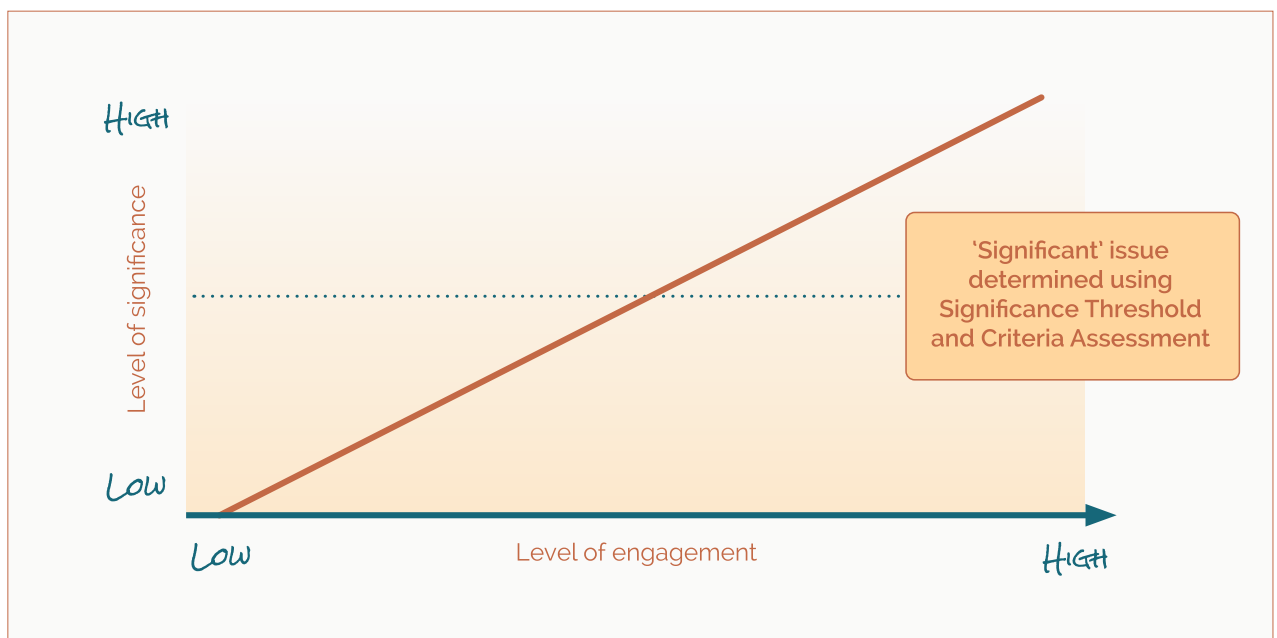 HIGH
Level of significance
‘Significant’ issue
determined using
Significance Threshold
and Criteria Assessment
LOW
LOW
Level of engagement
HIGH